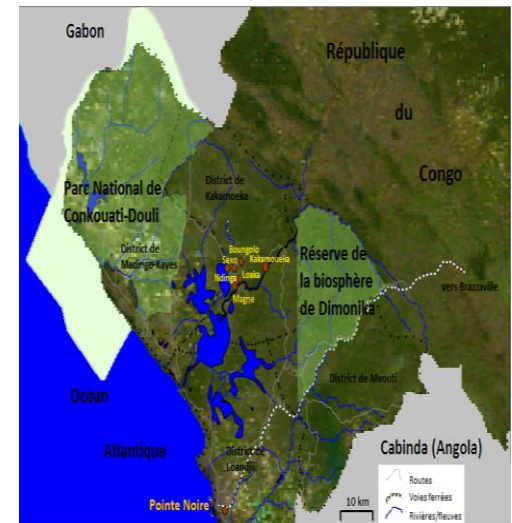 Gabon
République
du
Congo
Parc National de
Conkouati-Douli
District de
Kakamoeka
District de
Madingo-Kayes
Boungolo
Sexo
Kakamoueka
Ndinga
Loaka
Magne
Réserve de
la biosphère
de Dimonika
vers Brazzaville
Océan
Atlantique
District de Mvouti
District de
Loandjili
Cabinda (Angola)
Pointe Noire
10 km
Routes
Voies ferrées
Rivières/fleuves